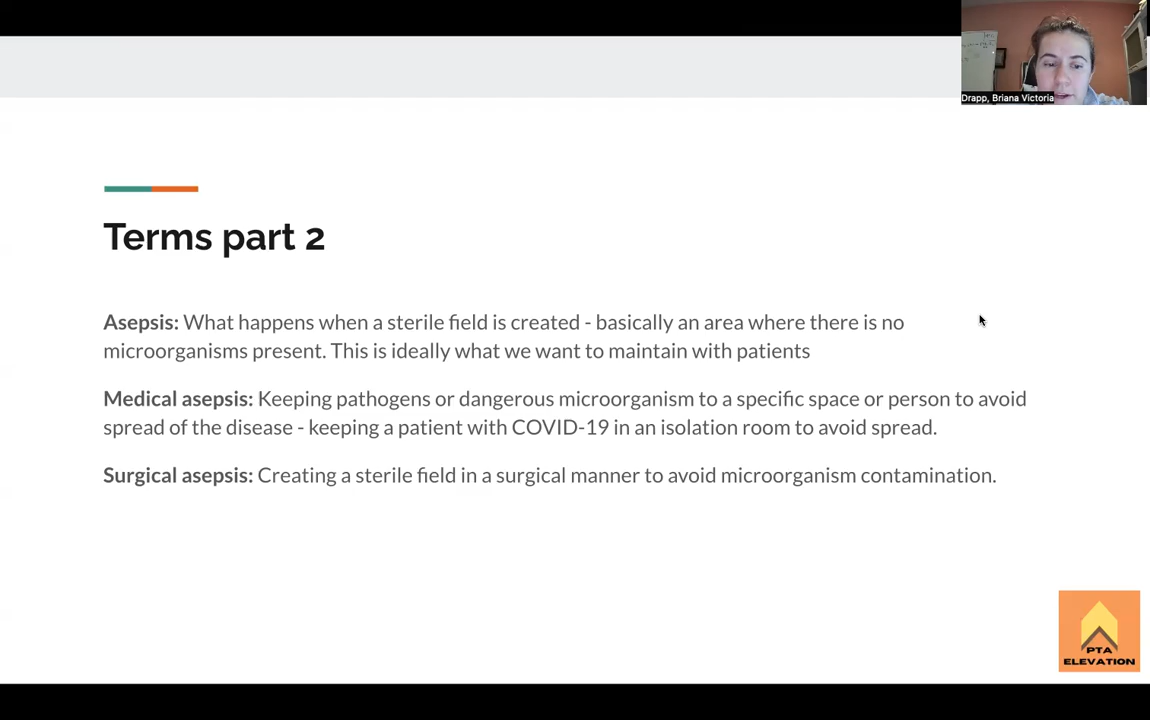 Drapp, Briana Victoria
Terms part 2
Asepsis: What happens when a sterile field is created - basically an area where there is no
microorganisms present. This is ideally what we want to maintain with patients
Medical asepsis: Keeping pathogens or dangerous microorganism to a specific space or person to avoid
spread of the disease - keeping a patient with COVID-19 in an isolation room to avoid spread.
Surgical asepsis: Creating a sterile field in a surgical manner to avoid microorganism contamination.
PTA
ELEVATION